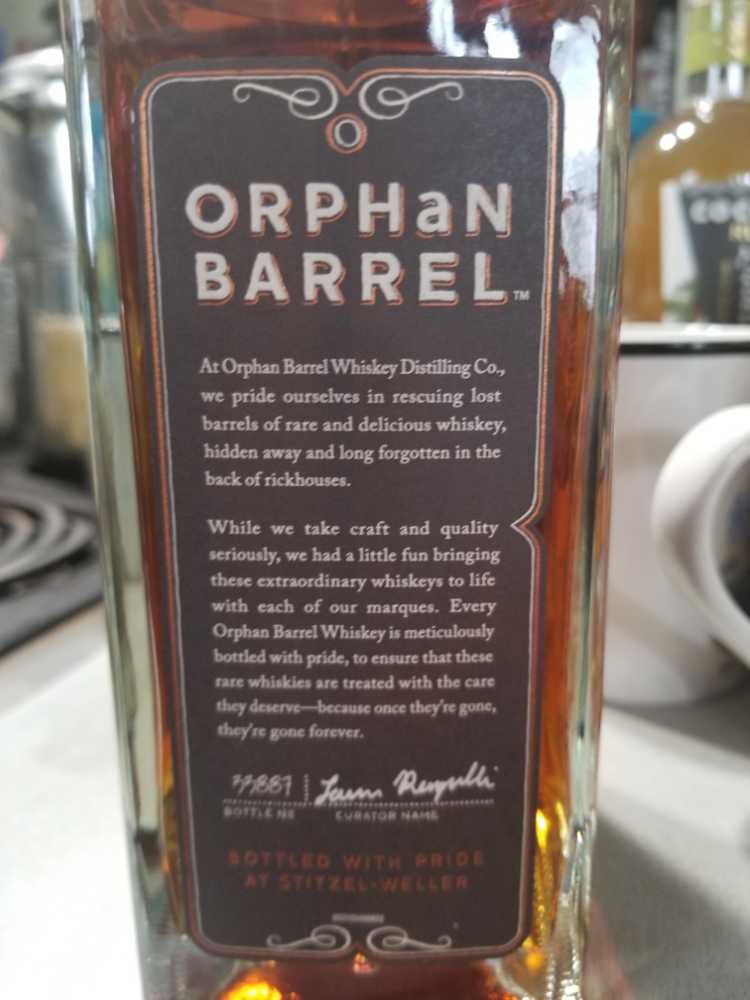 O
ORPHaN
BARREL™
At Orphan Barrel Whiskey Distilling Co.,
we pride ourselves in rescuing lost
barrels of rare and delicious whiskey,
hidden away and long forgotten in the
back of rickhouses.
While we take craft and quality
seriously, we had a little fun bringing
these extraordinary whiskeys to life
with each of our marques. Every
Orphan Barrel Whiskey is meticulously
bottled with pride, to ensure that these
rare whiskies are treated with the care
they deserve—because once they're gone,
they're gone forever.
BOTTLE NO
CURATOR NAME
BOTTLED WITH PRIDE
AT STITZEL-WELLER